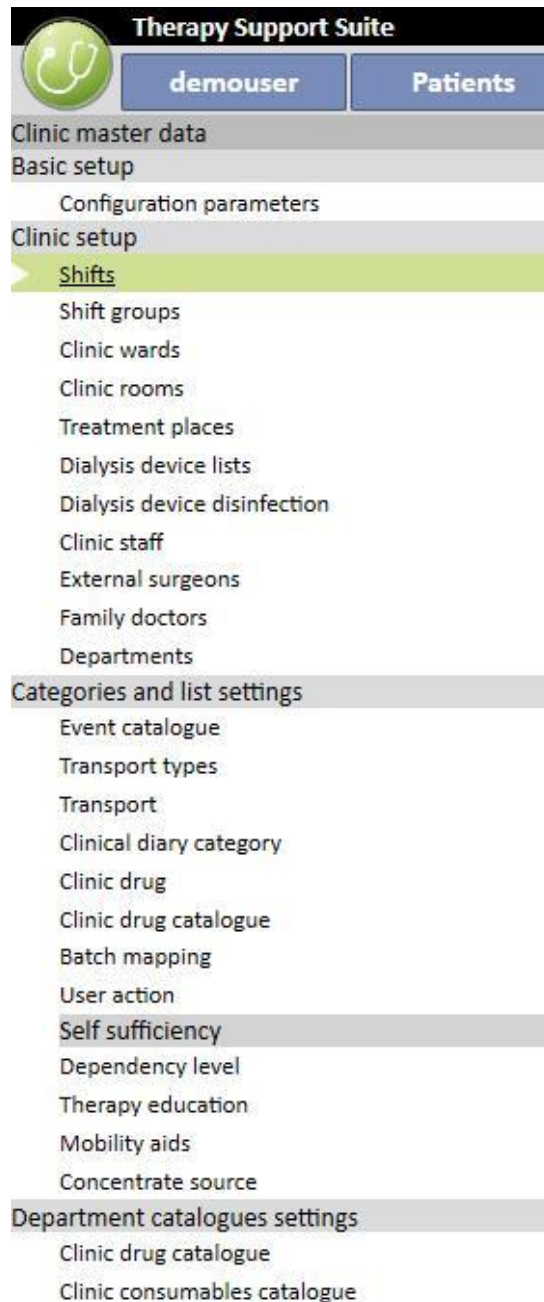 Therapy Support Suite
demouser Patients
Clinic master data
Basic setup
Configuration parameters
Clinic setup
Shifts
Shift groups
Clinic wards
Clinic rooms
Treatment places
Dialysis device lists
Dialysis device disinfection
Clinic staff
External surgeons
Family doctors
Departments
Categories and list settings
Event catalogue
Transport types
Transport
Clinical diary category
Clinic drug
Clinic drug catalogue
Batch mapping
User action
Self sufficiency
Dependency level
Therapy education
Mobility aids
Concentrate source
Department catalogues settings
Clinic drug catalogue
Clinic consumables catalogue